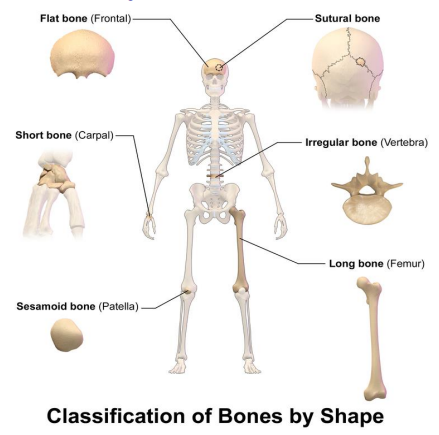 Flat bone (Frontal)
Sutural bone
Short bone (Carpal)
Irregular bone (Vertebra)
Long bone (Femur)
Sesamoid bone (Patella)
Classification of Bones by Shape